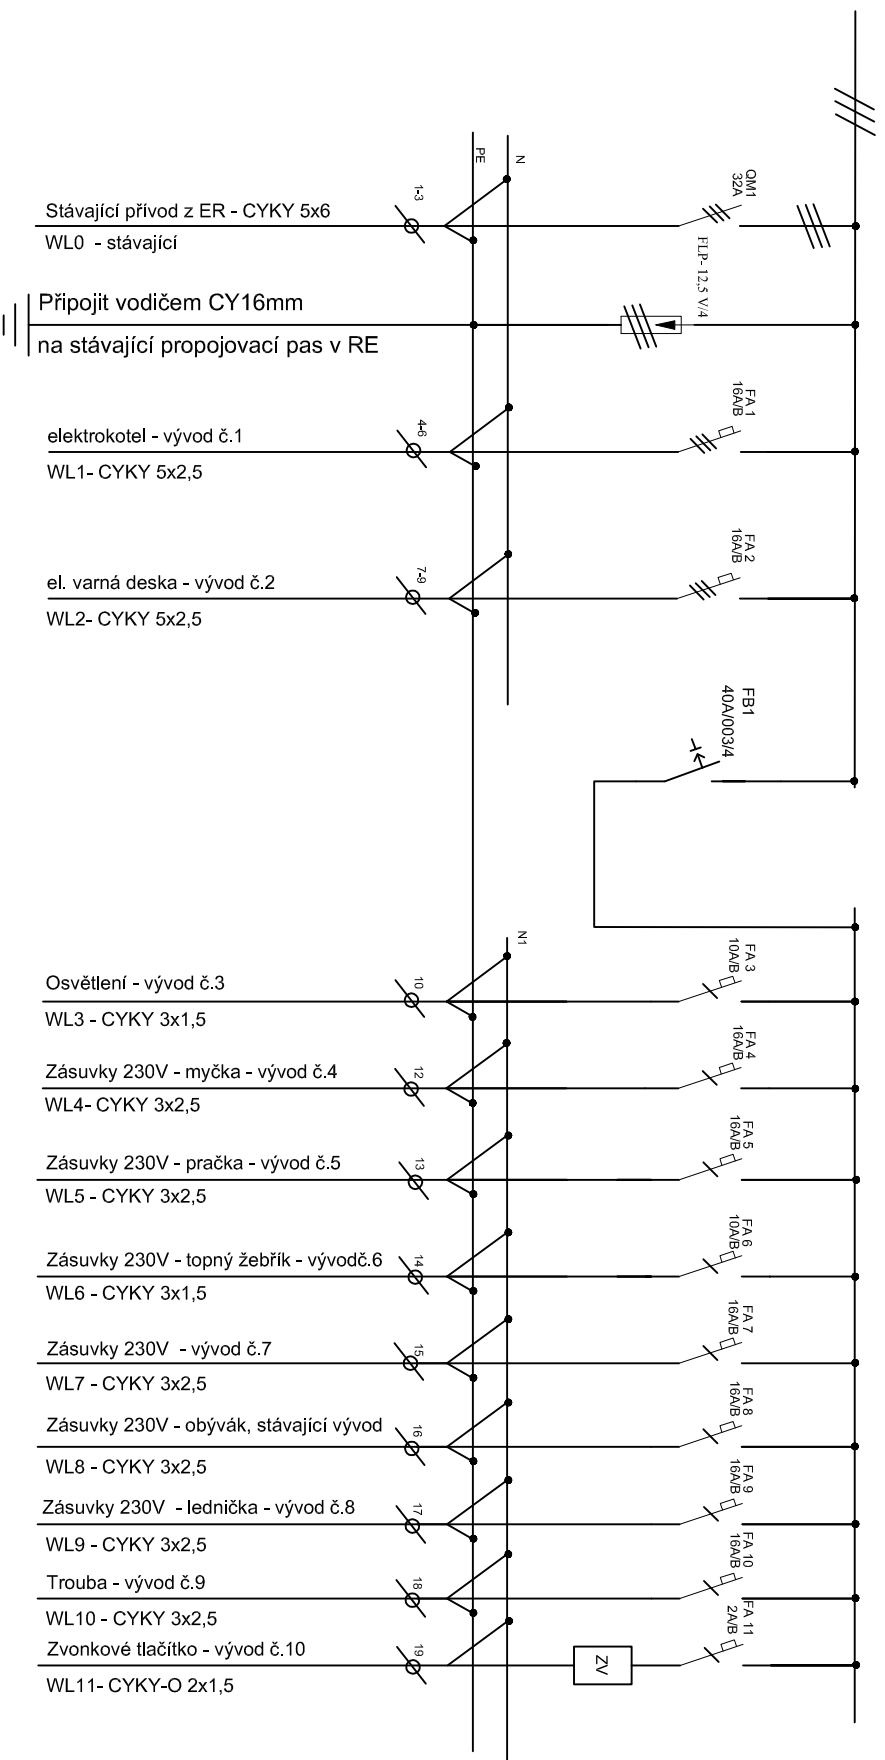 PE
N
1-3
QM1
32A
Stávající přívod z ER - CYKY 5x6
WL0 - stávající
FLP-12,5 V/4
Připojit vodičem CY16mm
na stávající propojovací pas v RE
FA 1
16A/B
4-6
elektrokotel - vývod č.1
WL1- CYKY 5x2,5
FA 2
16A/B
7-9
el. varná deska - vývod č.2
WL2- CYKY 5x2,5
FB1
40A/003/4
N1
FA 3
10A/B
10
Osvětlení - vývod č.3
WL3 - CYKY 3x1,5
FA 4
16A/B
12
Zásuvky 230V - myčka - vývod č.4
WL4- CYKY 3x2,5
FA 5
16A/B
13
Zásuvky 230V - pračka - vývod č.5
WL5 - CYKY 3x2,5
FA 6
10A/B
14
Zásuvky 230V - topný žebřík - vývodč.6
WL6 - CYKY 3x1,5
FA 7
16A/B
15
Zásuvky 230V - vývod č.7
WL7 - CYKY 3x2,5
FA 8
16A/B
16
Zásuvky 230V - obývák, stávající vývod
WL8 - CYKY 3x2,5
FA 9
16A/B
17
Zásuvky 230V - lednička - vývod č.8
WL9 - CYKY 3x2,5
FA 10
16A/B
18
Trouba - vývod č.9
WL10 - CYKY 3x2,5
FA 11
2A/B
19
ZV
Zvonkové tlačítko - vývod č.10
WL11- CYKY-O 2x1,5